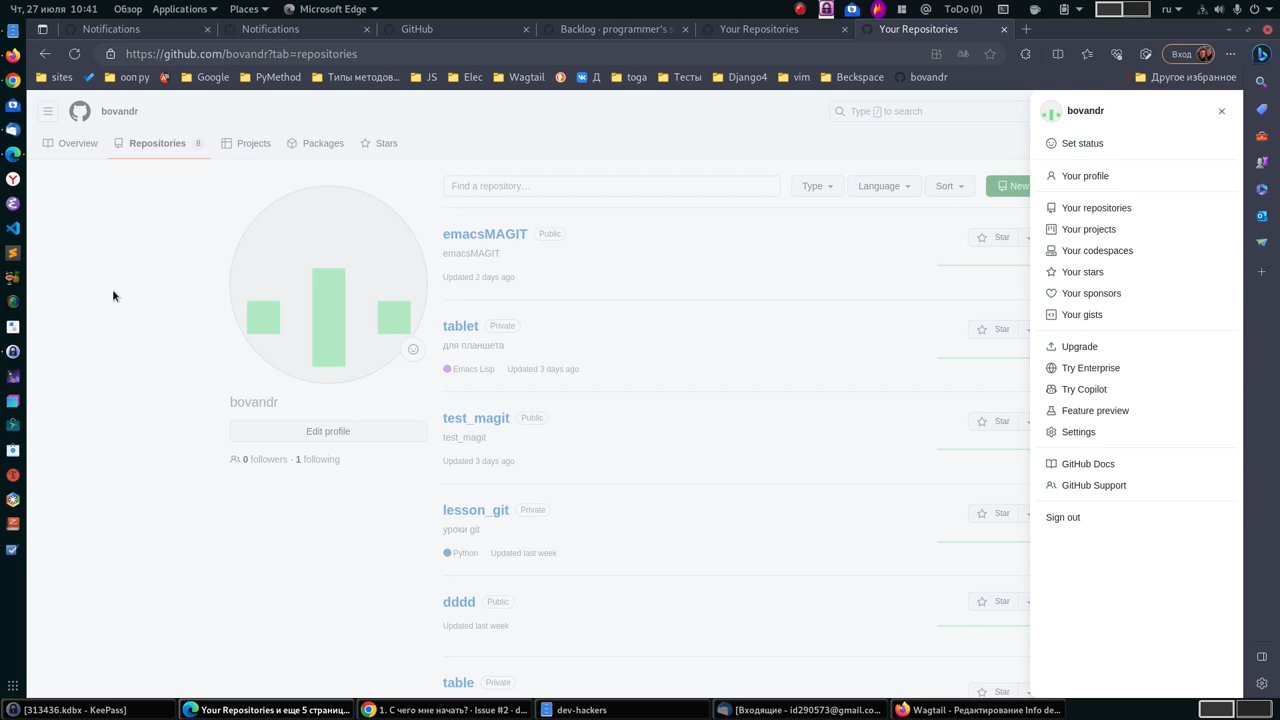 Чт, 27 июля 10:41
Обзор
Applications
Places
Microsoft Edge
ToDo(0)
ru
Notifications
Notifications
GitHub
Backlog · programmer's s
Your Repositories
Your Repositories
https://github.com/bovandr?tab=repositories
Вход
sites
ооп ру
Google
PyMethod
Типы методов...
JS
Elec
Wagtail
Д
toga
Тесты
Django4
vim
Beckspace
bovandr
Другое избранное
bovandr
Type / to search
Overview
Repositories 8
Projects
Packages
Stars
Find a repository…
Type
Language
Sort
New
emacsMAGIT Public
emacsMAGIT
Updated 2 days ago
Star
tablet Private
для планшета
Emacs Lisp Updated 3 days ago
Star
test_magit Public
test_magit
Updated 3 days ago
Star
lesson_git Private
уроки git
Python Updated last week
Star
dddd Public
Updated last week
Star
table Private
Star
bovandr
Edit profile
0 followers · 1 following
bovandr
Set status
Your profile
Your repositories
Your projects
Your codespaces
Your stars
Your sponsors
Your gists
Upgrade
Try Enterprise
Try Copilot
Feature preview
Settings
GitHub Docs
GitHub Support
Sign out
[313436.kdbx - KeePass]
Your Repositories и еще 5 страниц...
1. С чего мне начать? · Issue #2 · d...
dev-hackers
[Входящие - id290573@gmail.co...
Wagtail - Редактирование Info de...